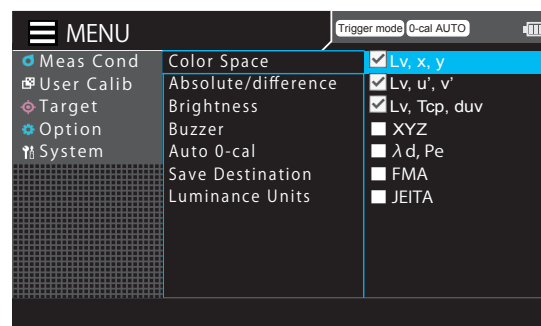 MENU
Trigger mode 0-cal AUTO
Meas Cond
User Calib
Target
Option
System
Color Space
Absolute/difference
Brightness
Buzzer
Auto 0-cal
Save Destination
Luminance Units
Lv, x, y
Lv, u', v'
Lv, Tcp, duv
XYZ
λd, Pe
FMA
JEITA